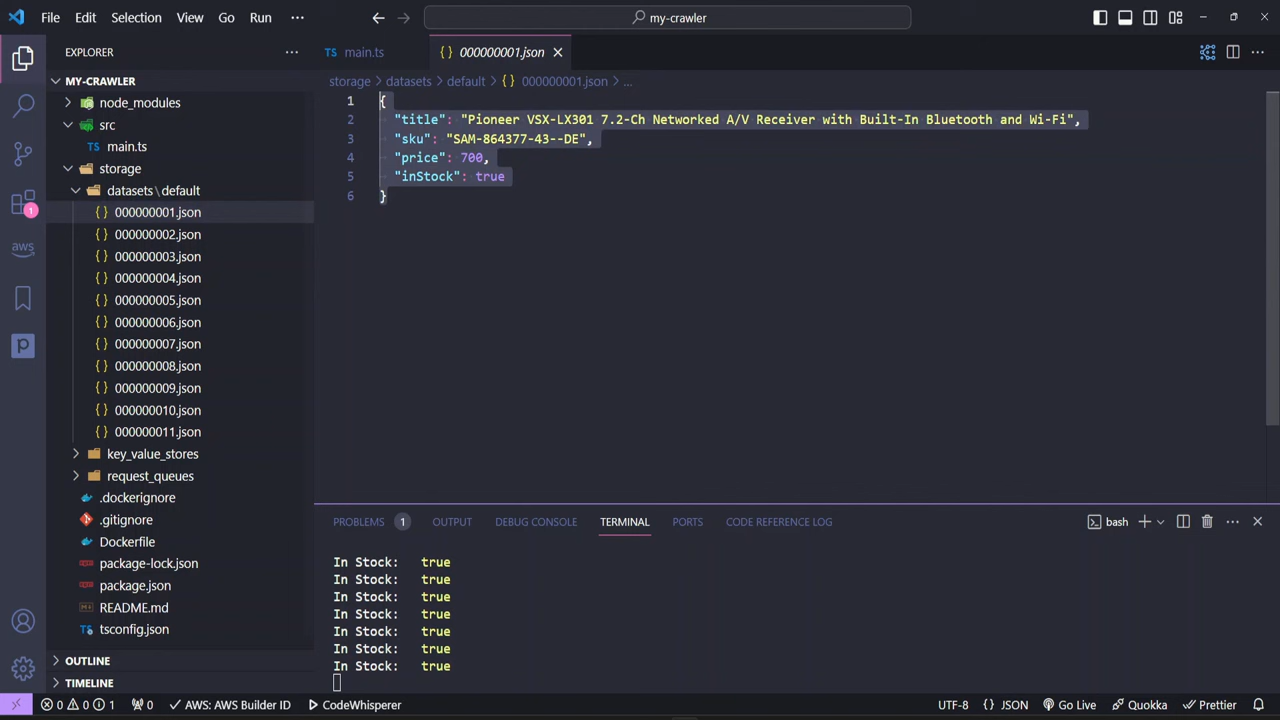 File Edit Selection View Go Run ··· my-crawler
EXPLORER ···
MY-CRAWLER
node_modules
src
main.ts
storage
datasets\default
000000001.json
000000002.json
000000003.json
000000004.json
000000005.json
000000006.json
000000007.json
000000008.json
000000009.json
000000010.json
000000011.json
key_value_stores
request_queues
.dockerignore
.gitignore
Dockerfile
package-lock.json
package.json
README.md
TS tsconfig.json
OUTLINE
TIMELINE
1
aws
p
TS main.ts {} 000000001.json
storage > datasets > default > {} 000000001.json > ...
1 {
2 "title": "Pioneer VSX-LX301 7.2-Ch Networked A/V Receiver with Built-In Bluetooth and Wi-Fi",
3 "sku": "SAM-864377-43--DE",
4 "price": 700,
5 "inStock": true
6 }
PROBLEMS 1 OUTPUT DEBUG CONSOLE TERMINAL PORTS CODE REFERENCE LOG bash
In Stock: true
In Stock: true
In Stock: true
In Stock: true
In Stock: true
In Stock: true
In Stock: true
0 0 1 0 AWS: AWS Builder ID CodeWhisperer UTF-8 {} JSON Go Live Quokka Prettier